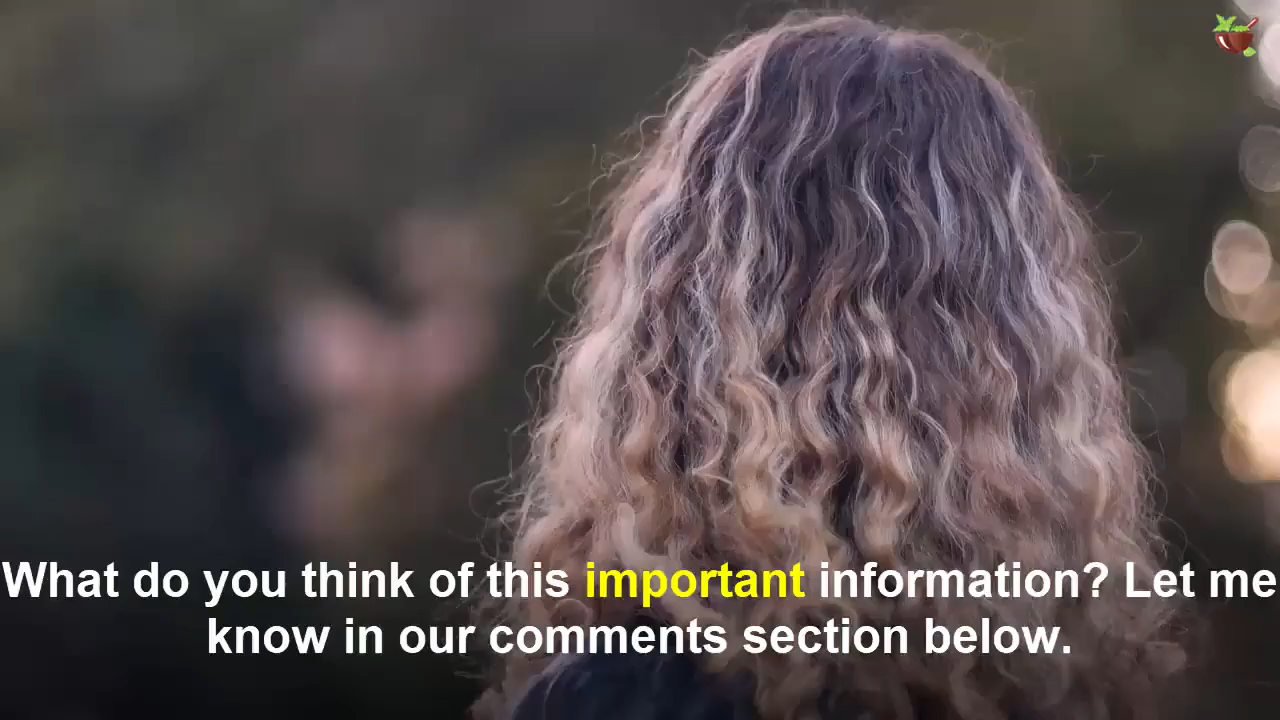 What do you think of this important information? Let me
know in our comments section below.